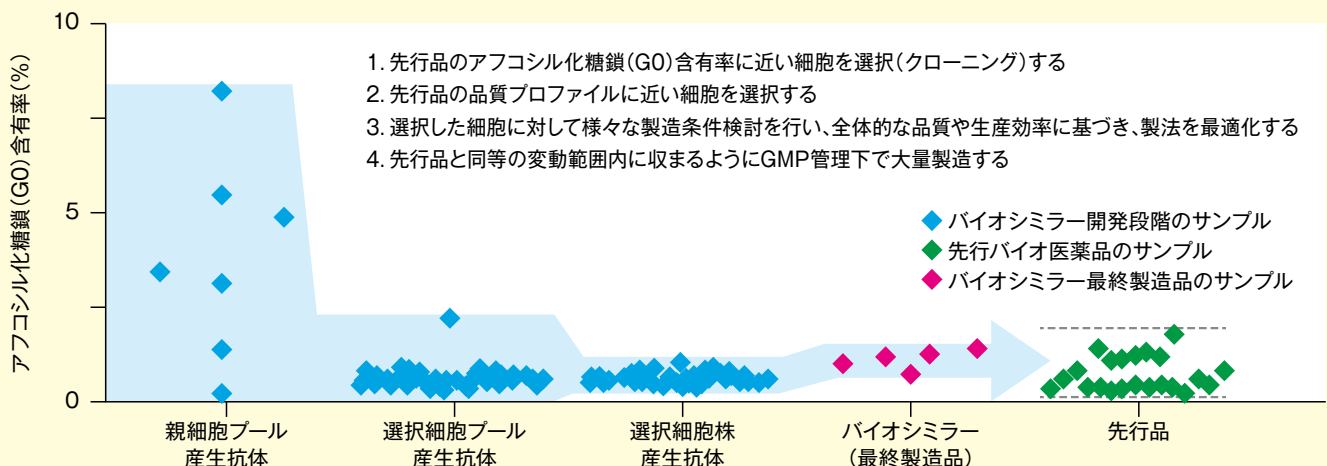 アフコシル化糖鎖(G0)含有率(%)
10
5
0
1. 先行品のアフコシル化糖鎖(G0)含有率に近い細胞を選択(クローニング)する
2. 先行品の品質プロファイルに近い細胞を選択する
3. 選択した細胞に対して様々な製造条件検討を行い、全体的な品質や生産効率に基づき、製法を最適化する
4. 先行品と同等の変動範囲内に収まるようにGMP管理下で大量製造する
バイオシミラー開発段階のサンプル
先行バイオ医薬品のサンプル
バイオシミラー最終製造品のサンプル
親細胞プール
産生抗体
選択細胞プール
産生抗体
選択細胞株
産生抗体
バイオシミラー
(最終製造品)
先行品